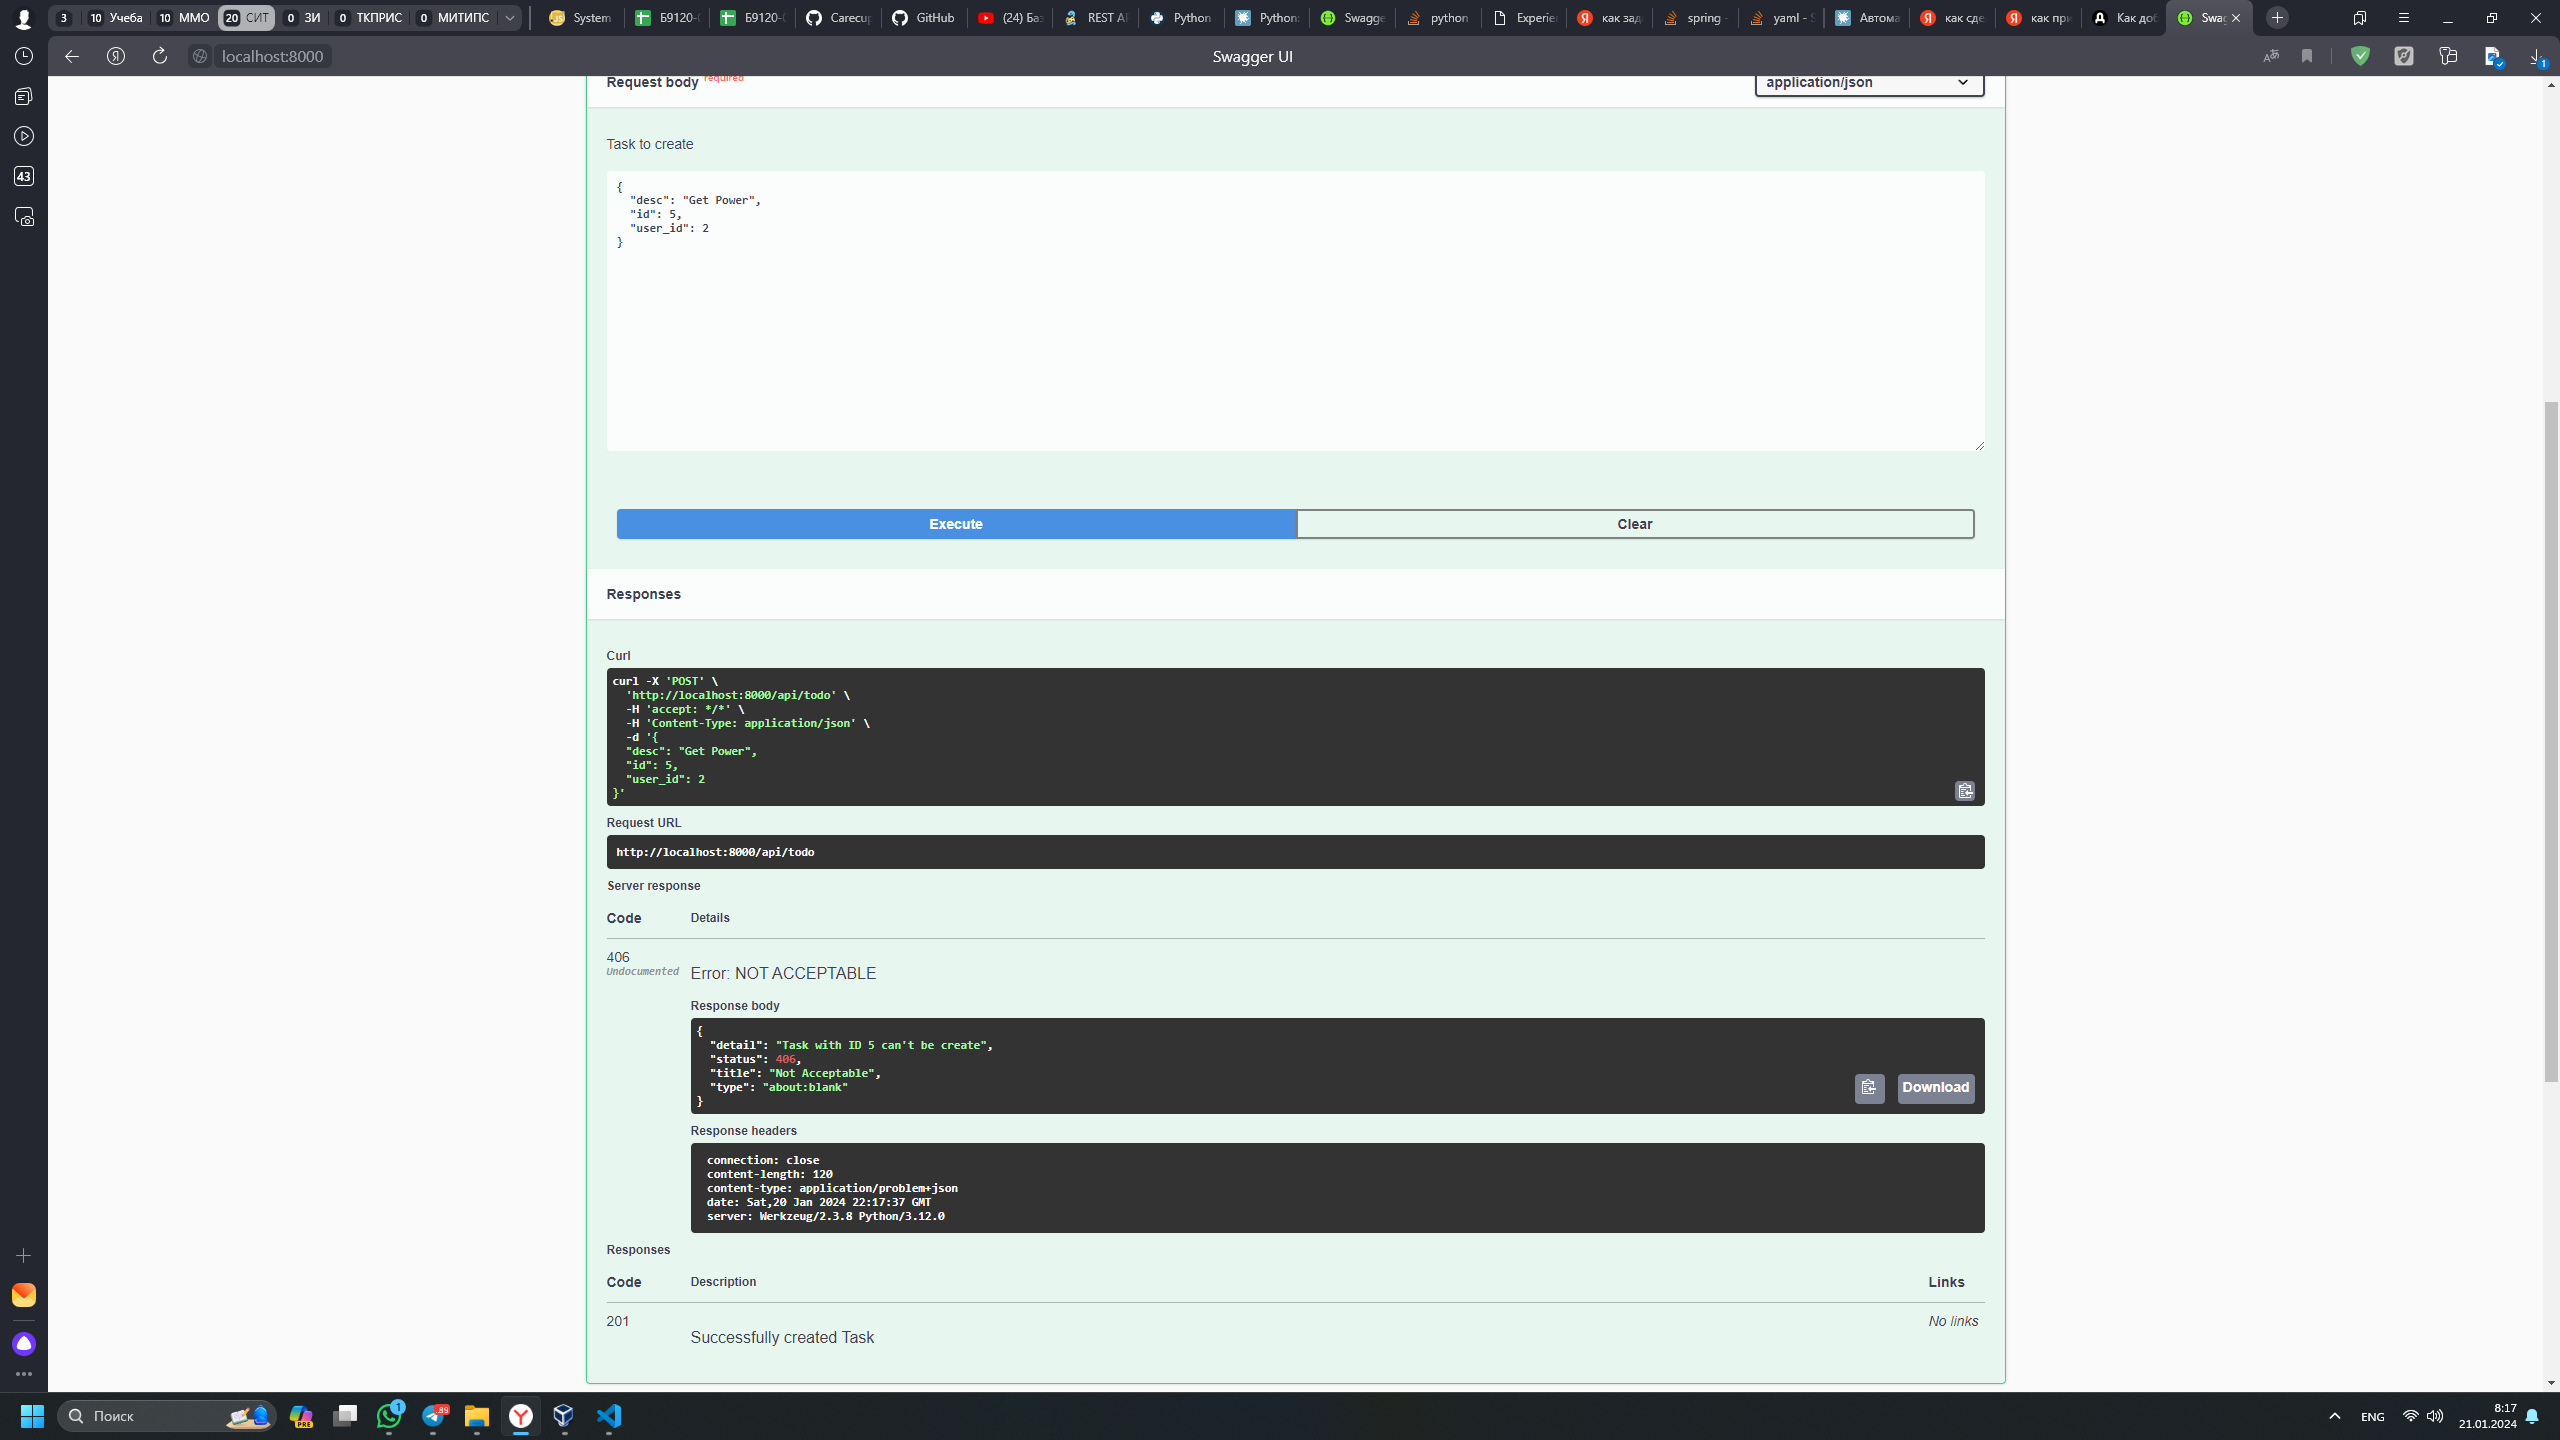 3 10 Учеба 10 ММО 20 СИТ 0 ЗИ 0 ТКПРИС 0 МИТИПС System Б9120- Б9120- Carecu GitHub (24) Ба REST A Python Python: Swagge python Experie как зад spring - yaml - S Автома как сде как при Как доб Swag
localhost:8000 Swagger UI
43
Request body required application/json
Task to create
{
"desc": "Get Power",
"id": 5,
"user_id": 2
}
Execute Clear
Responses
Curl
curl -X 'POST' \
'http://localhost:8000/api/todo' \
-H 'accept: */*' \
-H 'Content-Type: application/json' \
-d '{
"desc": "Get Power",
"id": 5,
"user_id": 2
}'
Request URL
http://localhost:8000/api/todo
Server response
Code Details
406
Undocumented
Error: NOT ACCEPTABLE
Response body
{
"detail": "Task with ID 5 can't be create",
"status": 406,
"title": "Not Acceptable",
"type": "about:blank"
}
Download
Response headers
connection: close
content-length: 120
content-type: application/problem+json
date: Sat,20 Jan 2024 22:17:37 GMT
server: Werkzeug/2.3.8 Python/3.12.0
Responses
Code Description Links
201
Successfully created Task
No links
Поиск PRE 1 89 ENG 8:17
21.01.2024